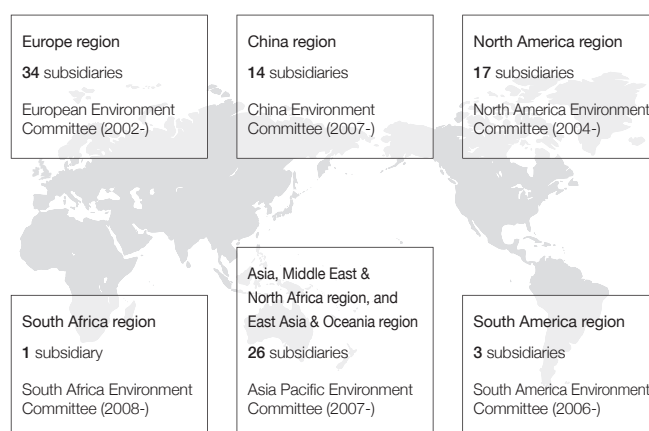 Europe region
34 subsidiaries
European Environment
Committee (2002-)
China region
14 subsidiaries
China Environment
Committee (2007-)
North America region
17 subsidiaries
North America Environment
Committee (2004-)
South Africa region
1 subsidiary
South Africa Environment
Committee (2008-)
Asia, Middle East &
North Africa region, and
East Asia & Oceania region
26 subsidiaries
Asia Pacific Environment
Committee (2007-)
South America region
3 subsidiaries
South America Environment
Committee (2006-)